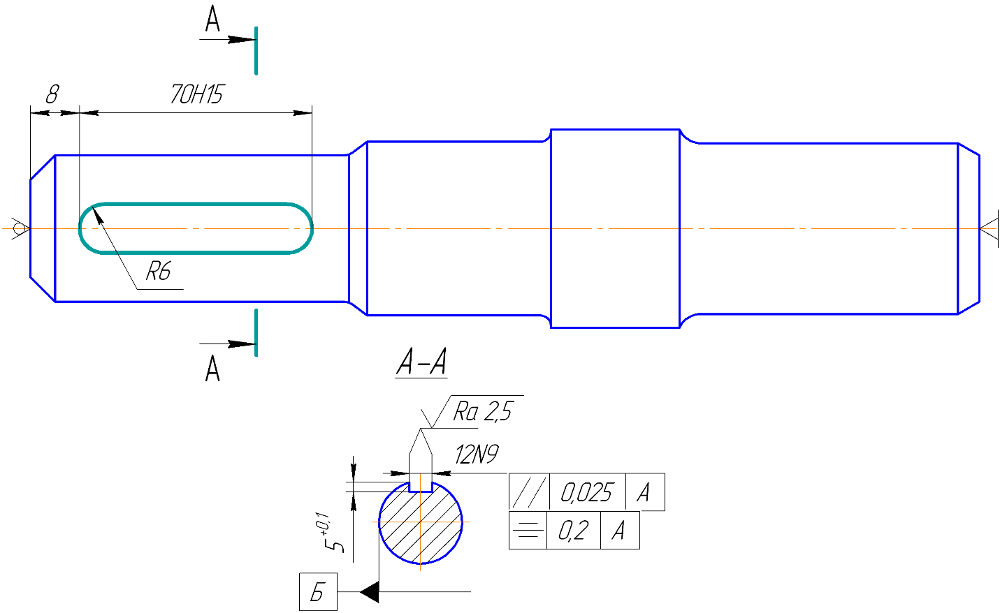 А
8
70H15
R6
А
А–А
Ra 2,5
12N9
// 0,025 А
0,2 А
5+0,1
Б